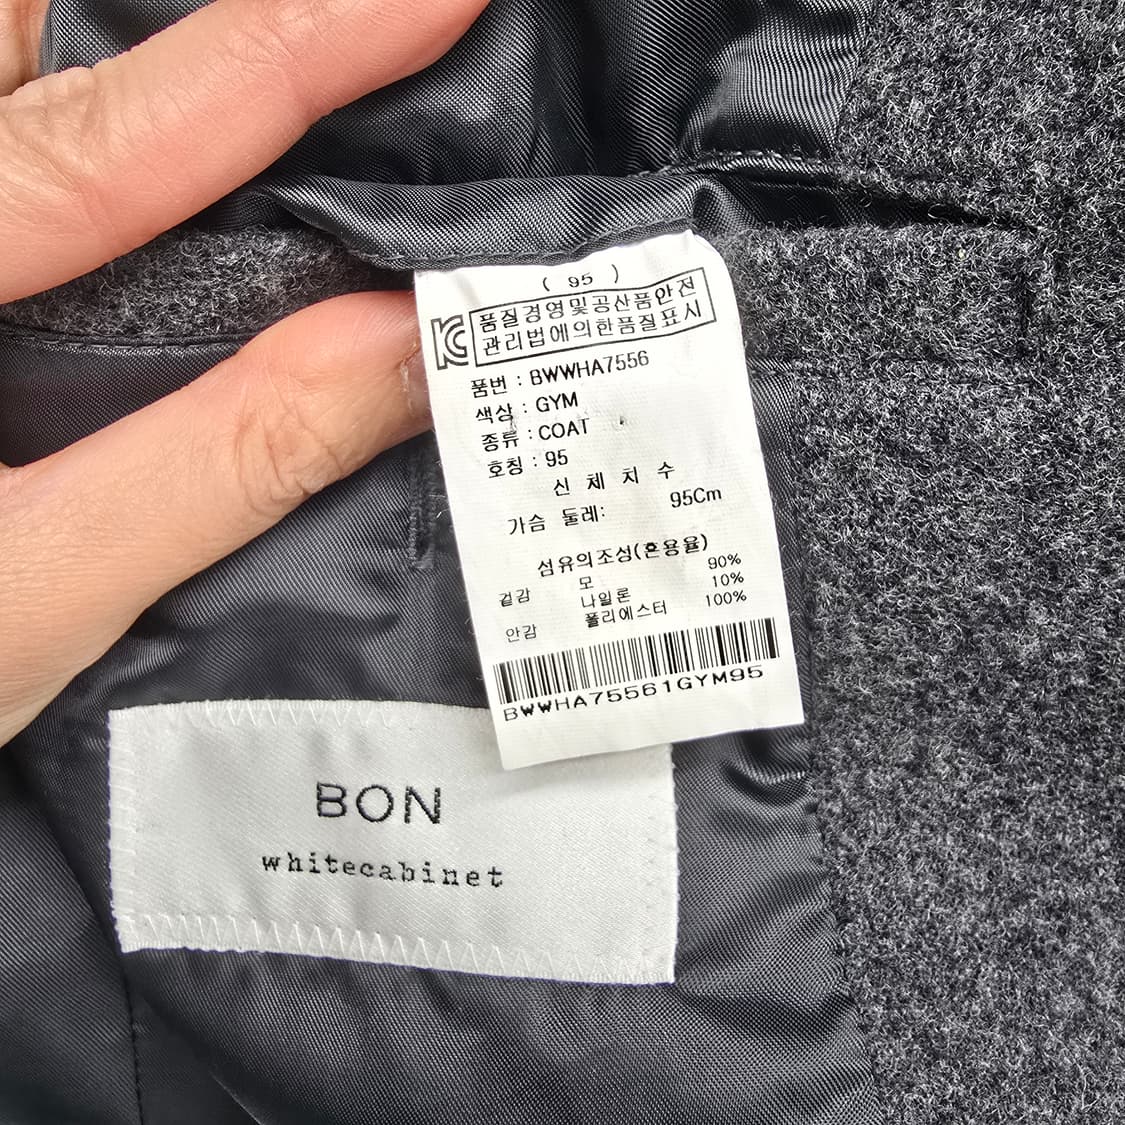 ( 95 )
품질경영및공산품안전
관리법에의한품질표시
품번 : BWWHA7556
색상 : GYM
종류 : COAT
호칭 : 95
신 체 치 수
가슴 둘레: 95Cm
섬유의조성(혼용율)
겉감 모 90%
나일론 10%
안감 폴리에스터 100%
BWWHA75561GYM95
BON
whitecabinet